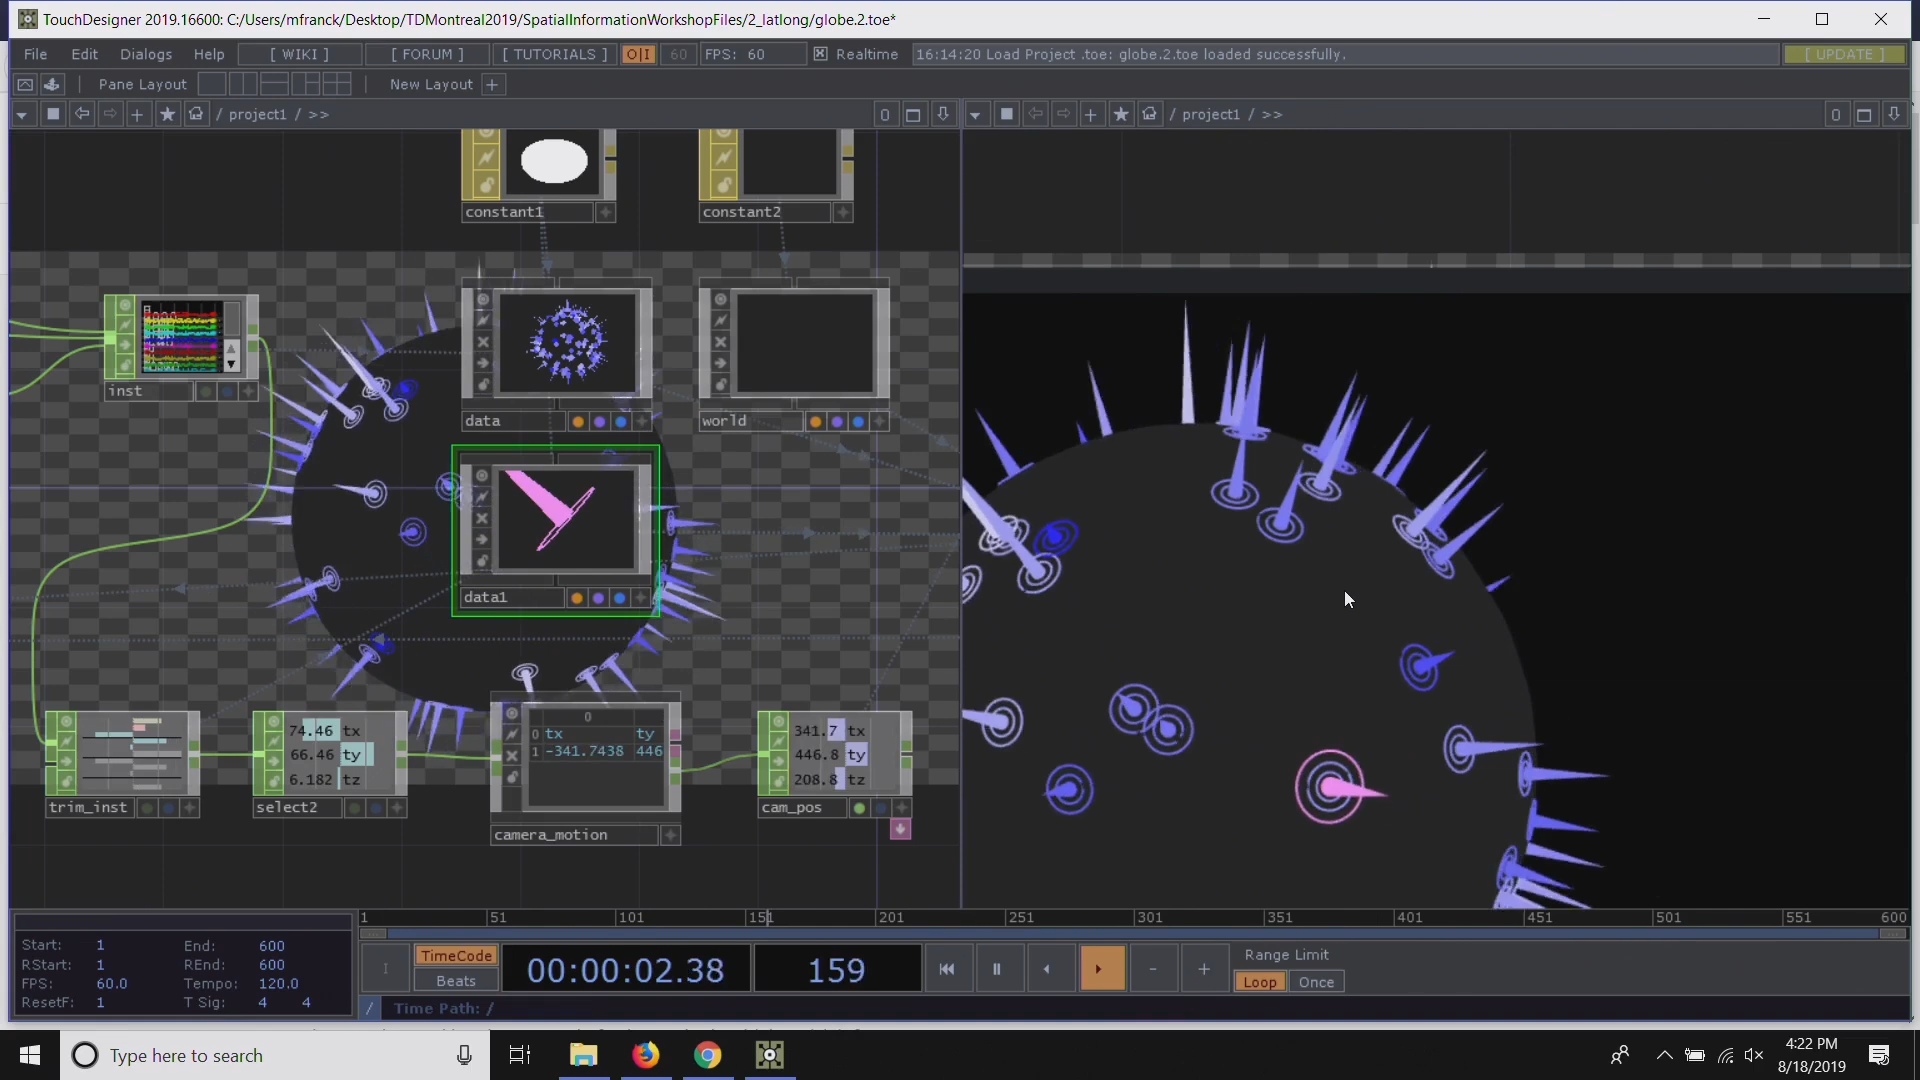 TouchDesigner 2019.16600: C:/Users/mfranck/Desktop/TDMontreal2019/SpatialInformationWorkshopFiles/2_latlong/globe.2.toe*
File Edit Dialogs Help [ WIKI ] [ FORUM ] [ TUTORIALS ] O|I 60 FPS: 60 Realtime 16:14:20 Load Project .toe: globe.2.toe loaded successfully. [ UPDATE ]
Pane Layout New Layout +
/ project1 / >> 0
/ project1 / >> 0
constant1
constant2
inst
data
world
data1
74.46 tx
66.46 ty
6.182 tz
0
0 tx ty
1 -341.7438 446
341.7 tx
446.8 ty
208.8 tz
trim_inst
select2
camera_motion
cam_pos
1 51 101 151 201 251 301 351 401 451 501 551 600
Start: 1 End: 600
RStart: 1 REnd: 600
FPS: 60.0 Tempo: 120.0
ResetF: 1 T Sig: 4 4
I
TimeCode
Beats
00:00:02.38
159
- +
Range Limit
Loop Once
/ Time Path: /
Type here to search
4:22 PM
8/18/2019